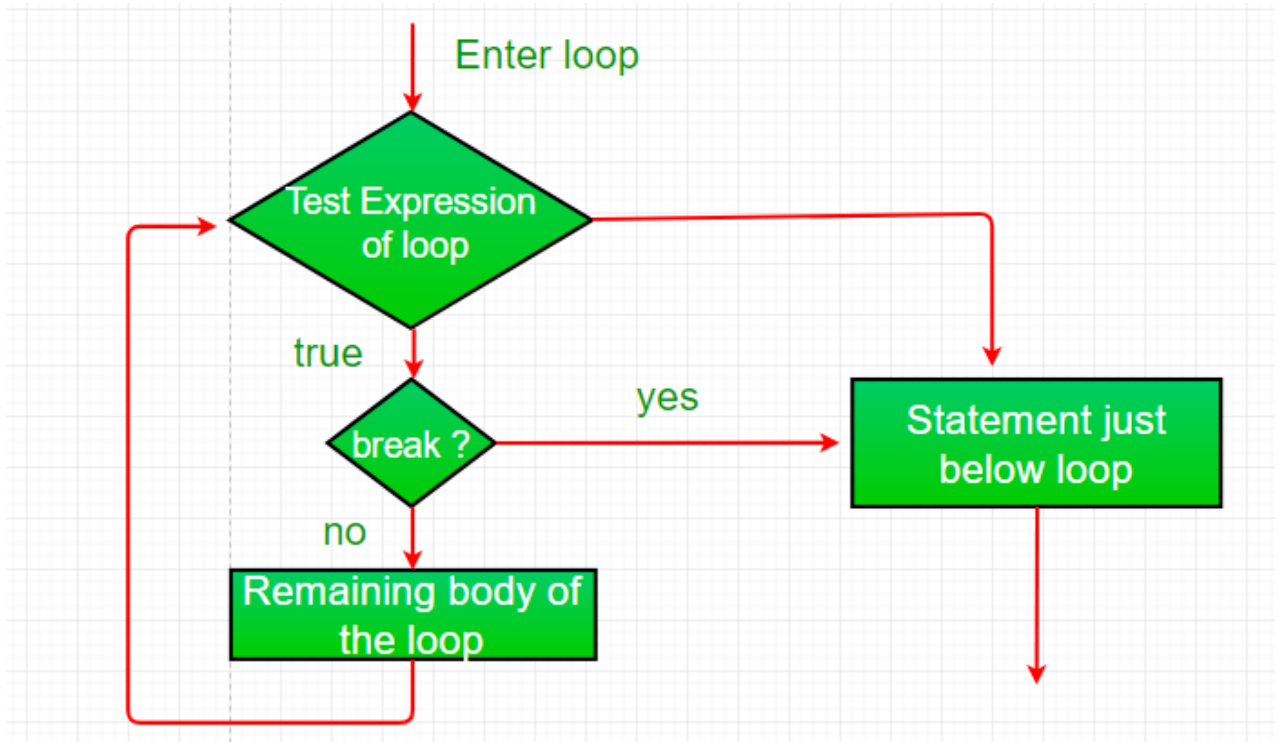 Enter loop
Test Expression
of loop
true
break ?
yes
Statement just
below loop
no
Remaining body of
the loop